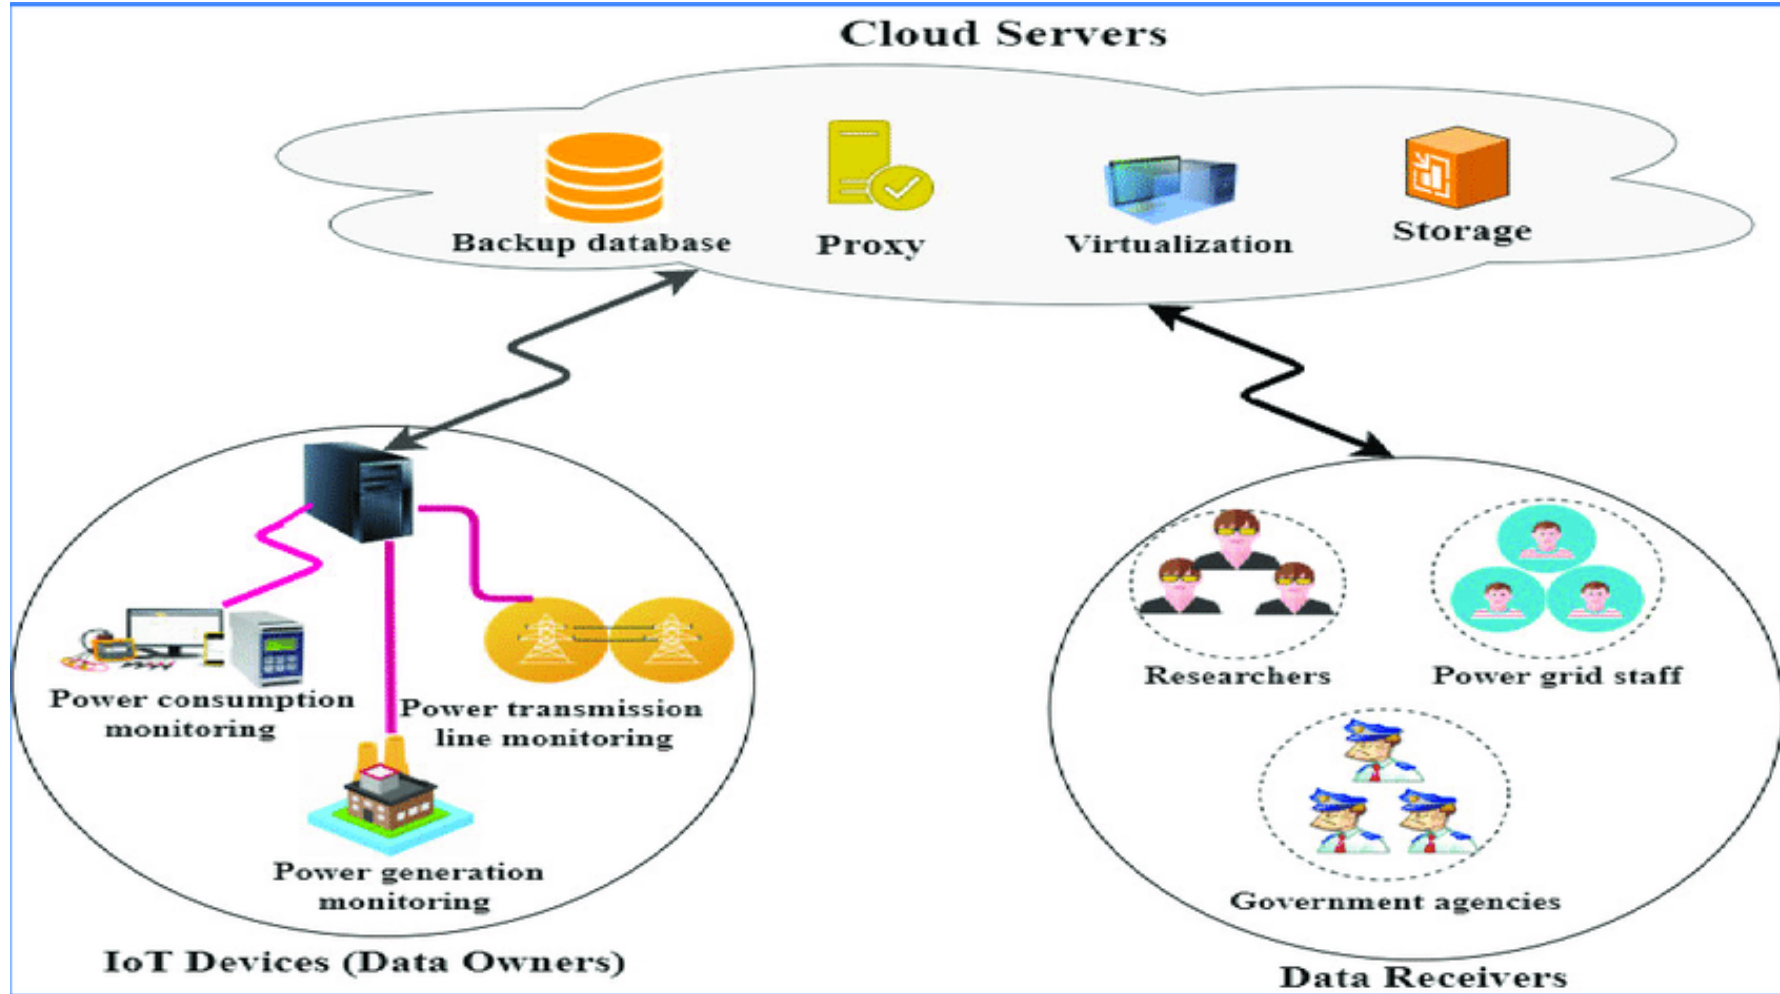 Cloud Servers
Backup database
Proxy
Virtualization
Storage
Power consumption
monitoring
Power transmission
line monitoring
Power generation
monitoring
IoT Devices (Data Owners)
Researchers
Power grid staff
Government agencies
Data Receivers